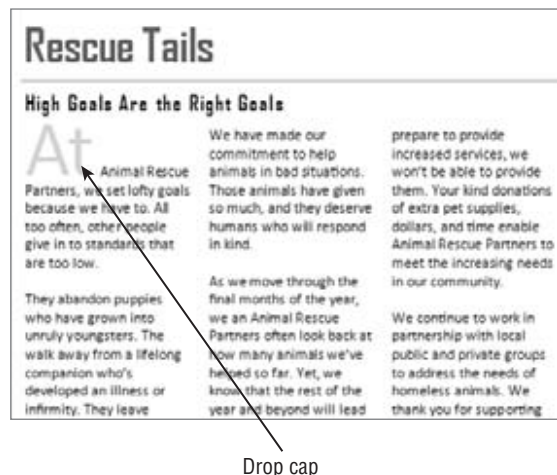 Rescue Tails
High Goals Are the Right Goals
At
Animal Rescue
Partners, we set lofty goals
because we have to. All
too often, other people
give in to standards that
are too low.
They abandon puppies
who have grown into
unruly youngsters. The
walk away from a lifelong
companion who's
developed an illness or
infirmity. They leave
We have made our
commitment to help
animals in bad situations.
Those animals have given
so much, and they deserve
humans who will respond
in kind.
As we move through the
final months of the year,
we an Animal Rescue
Partners often look back at
how many animals we've
helped so far. Yet, we
know that the rest of the
year and beyond will lead
prepare to provide
increased services, we
won't be able to provide
them. Your kind donations
of extra pet supplies,
dollars, and time enable
Animal Rescue Partners to
meet the increasing needs
in our community.
We continue to work in
partnership with local
public and private groups
to address the needs of
homeless animals. We
thank you for supporting
Drop cap